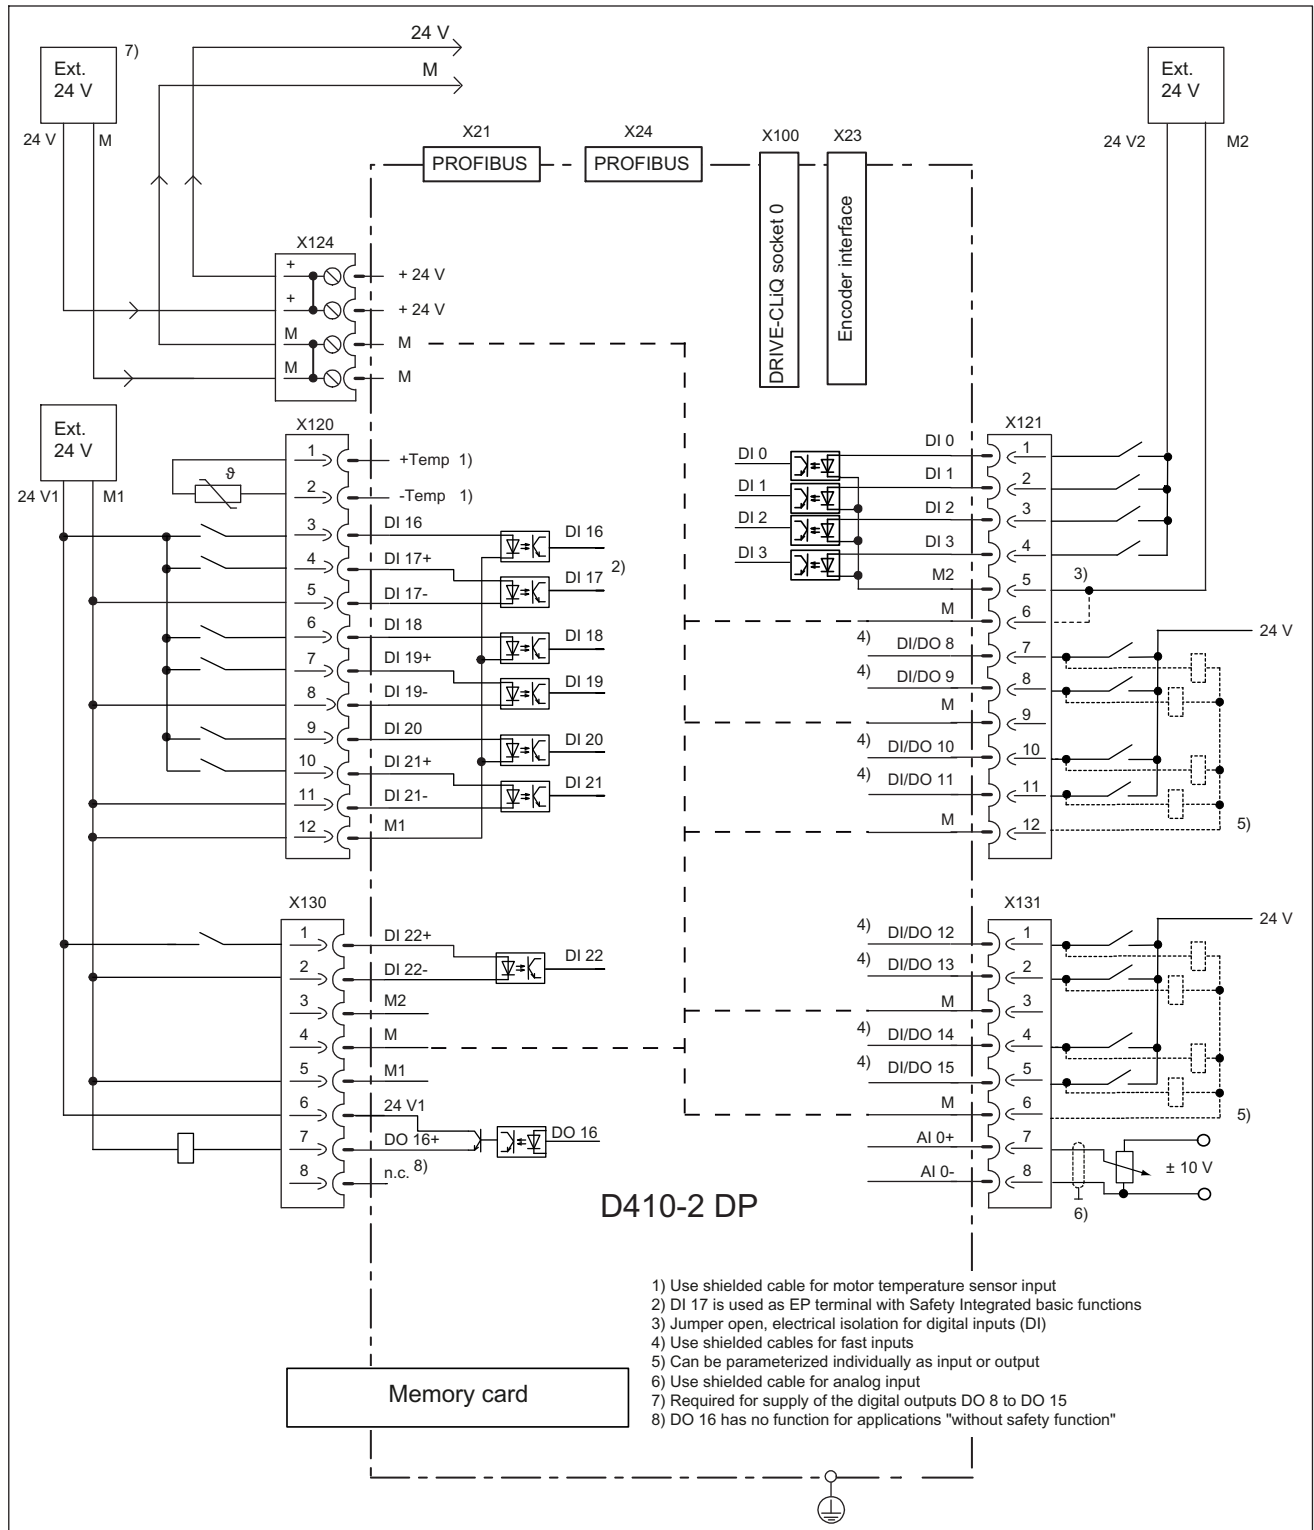 24 V
M
7)
Ext.
24 V
24 V
M
Ext.
24 V
24 V2
M2
X21
PROFIBUS
X24
PROFIBUS
X100
DRIVE-CLiQ socket 0
X23
Encoder interface
X124
+
+ 24 V
+
+ 24 V
M
M
M
M
Ext.
24 V
24 V1
M1
X120
1
+Temp 1)
ϑ
2
-Temp 1)
3
DI 16
DI 16
4
DI 17+
DI 17
2)
5
DI 17-
6
DI 18
DI 18
7
DI 19+
DI 19
8
DI 19-
9
DI 20
DI 20
10
DI 21+
DI 21
11
DI 21-
12
M1
X121
DI 0
DI 0
1
DI 1
DI 1
2
DI 2
DI 2
3
DI 3
DI 3
4
M2
5
3)
M
6
24 V
4)
DI/DO 8
7
4)
DI/DO 9
8
M
9
4)
DI/DO 10
10
4)
DI/DO 11
11
M
12
5)
X130
1
DI 22+
DI 22
2
DI 22-
3
M2
4
M
5
M1
6
24 V1
7
DO 16+
DO 16
8
n.c. 8)
X131
24 V
4)
DI/DO 12
1
4)
DI/DO 13
2
M
3
4)
DI/DO 14
4
4)
DI/DO 15
5
M
6
5)
AI 0+
7
± 10 V
AI 0-
8
6)
D410-2 DP
1) Use shielded cable for motor temperature sensor input
2) DI 17 is used as EP terminal with Safety Integrated basic functions
3) Jumper open, electrical isolation for digital inputs (DI)
4) Use shielded cables for fast inputs
5) Can be parameterized individually as input or output
6) Use shielded cable for analog input
7) Required for supply of the digital outputs DO 8 to DO 15
8) DO 16 has no function for applications "without safety function"
Memory card